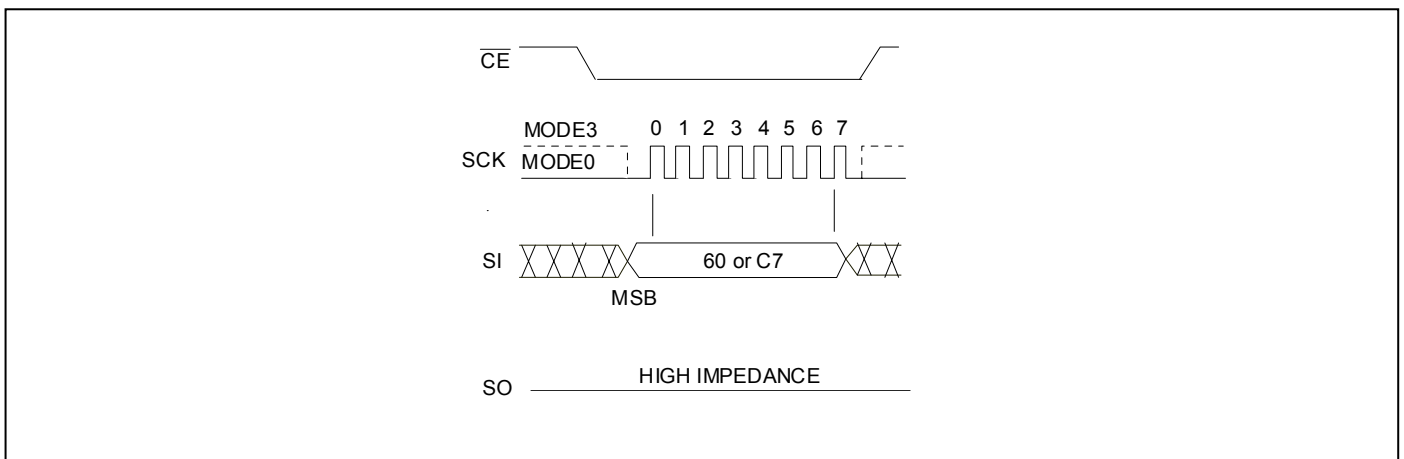 CE
MODE3 0 1 2 3 4 5 6 7
SCK MODE0
SI 60 or C7
MSB
SO HIGH IMPEDANCE